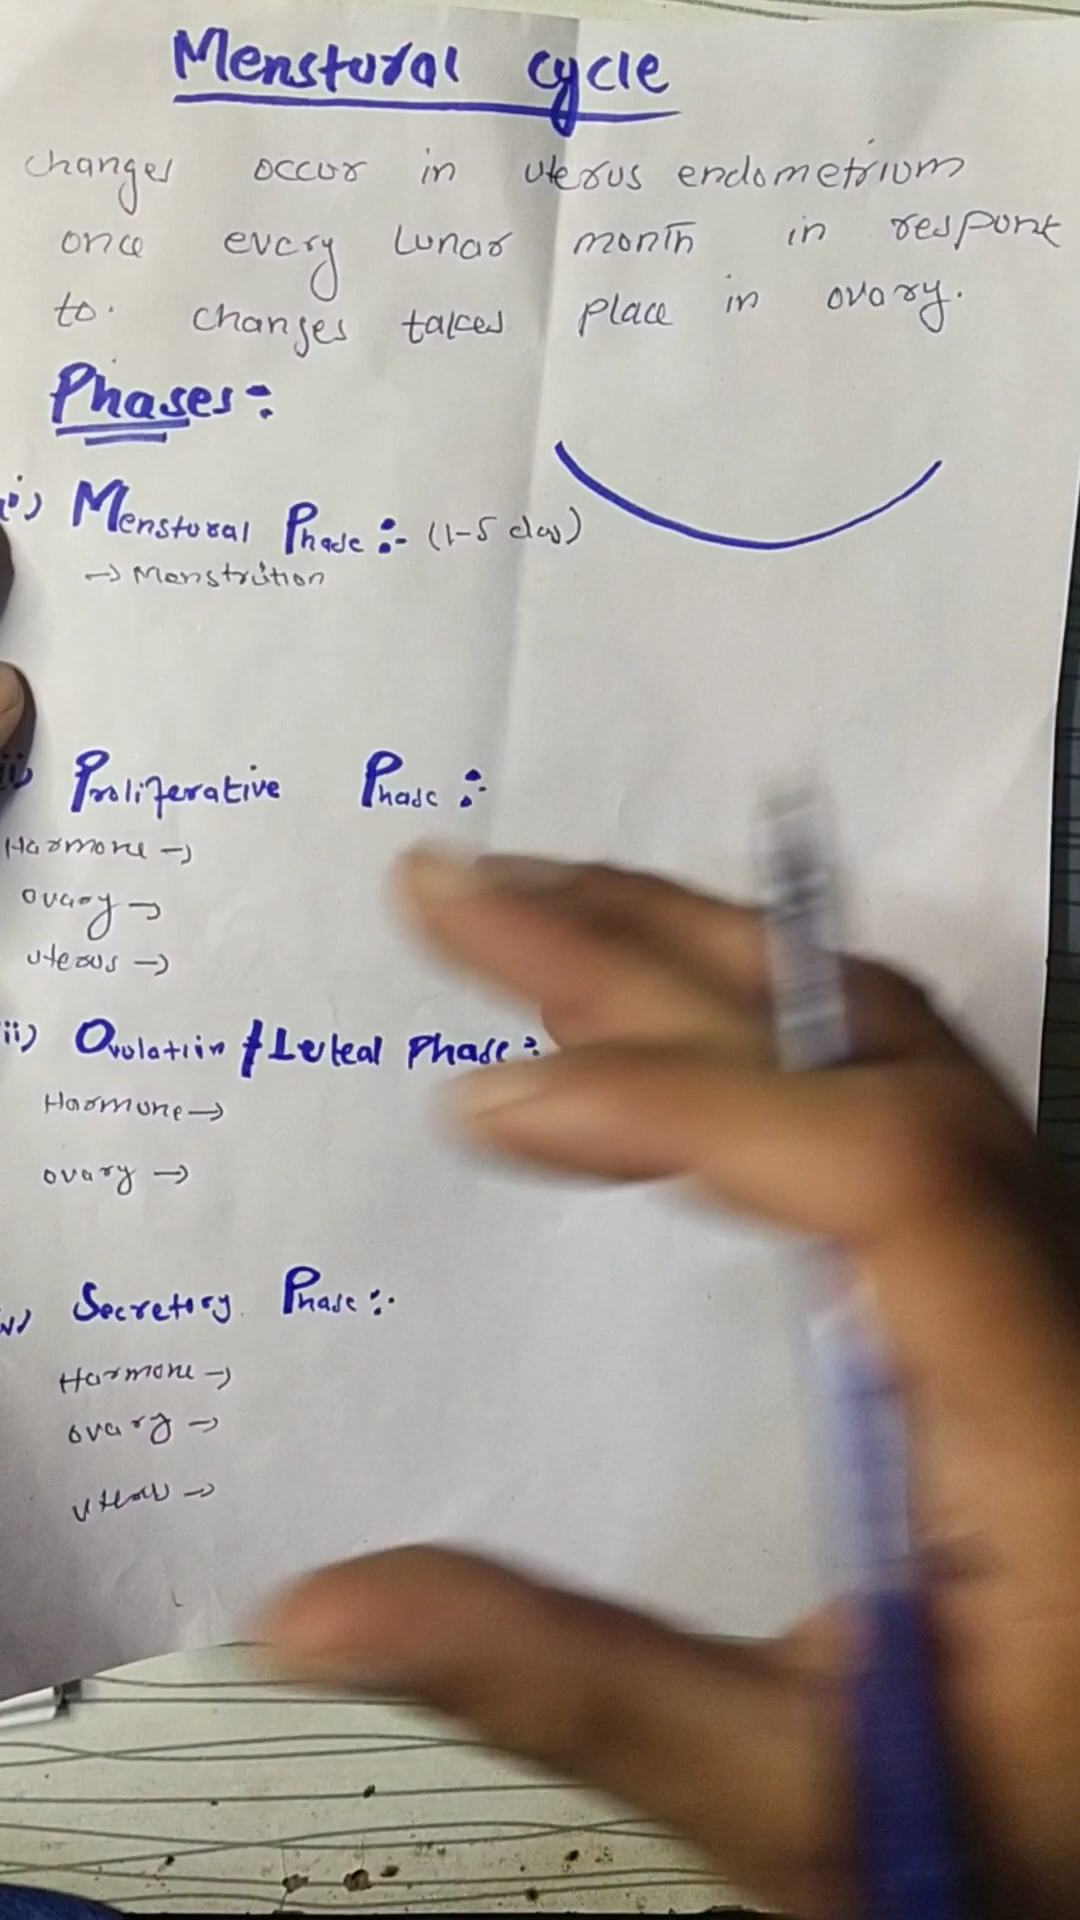 Menstural cycle
changes occur in uterus endometrium
once every Lunar month in response
to. changes takes place in ovary.
Phases:
i) Menstural Phase:- (1-5 day)
→ Menstrution
ii) Proliferative Phase:-
Harmone →
ovary →
uterus →
ii) Ovulation / Luteal Phase:
Harmone →
ovary →
iv) Secretory Phase:-
Harmone →
ovary →
uterus →